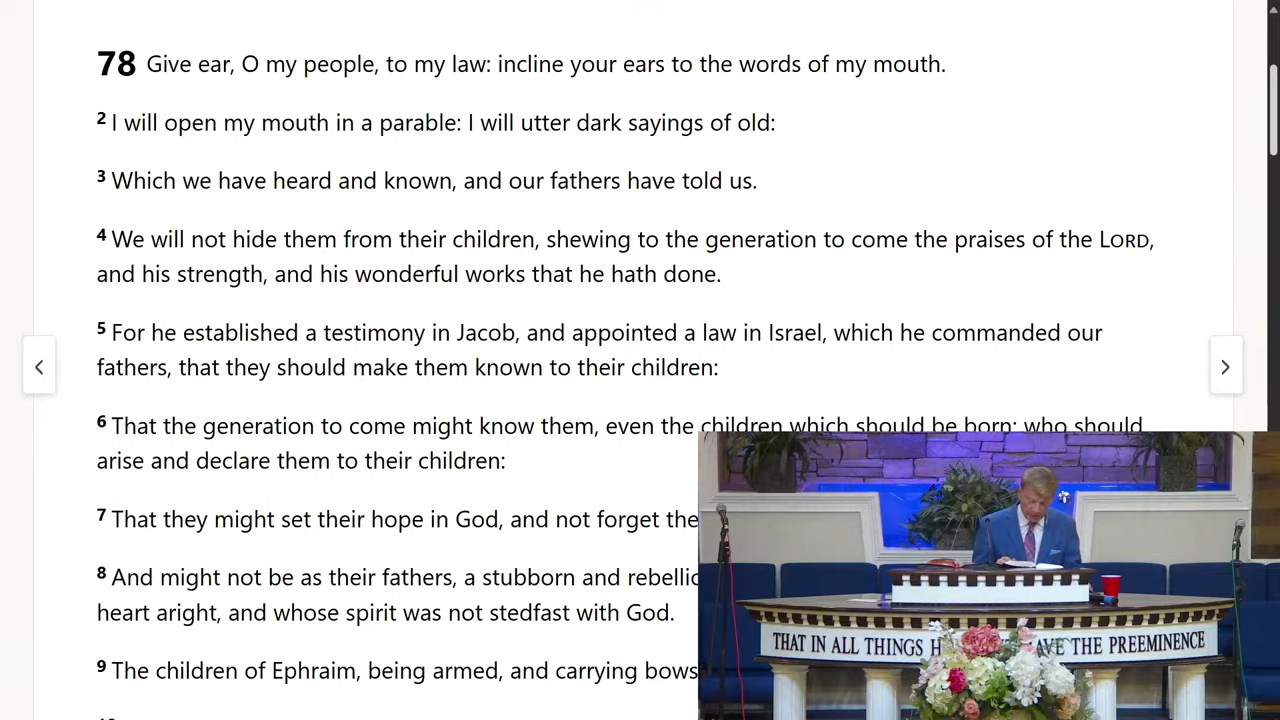 78 Give ear, O my people, to my law: incline your ears to the words of my mouth.
2 I will open my mouth in a parable: I will utter dark sayings of old:
3 Which we have heard and known, and our fathers have told us.
4 We will not hide them from their children, shewing to the generation to come the praises of the LORD,
and his strength, and his wonderful works that he hath done.
5 For he established a testimony in Jacob, and appointed a law in Israel, which he commanded our
fathers, that they should make them known to their children:
6 That the generation to come might know them, even the children which should be born; who should
arise and declare them to their children:
7 That they might set their hope in God, and not forget the
8 And might not be as their fathers, a stubborn and
heart aright, and whose spirit was not stedfast with God.
9 The children of Ephraim, being armed, and carrying bows
THAT IN ALL THINGS H AVE THE PREEMINENCE